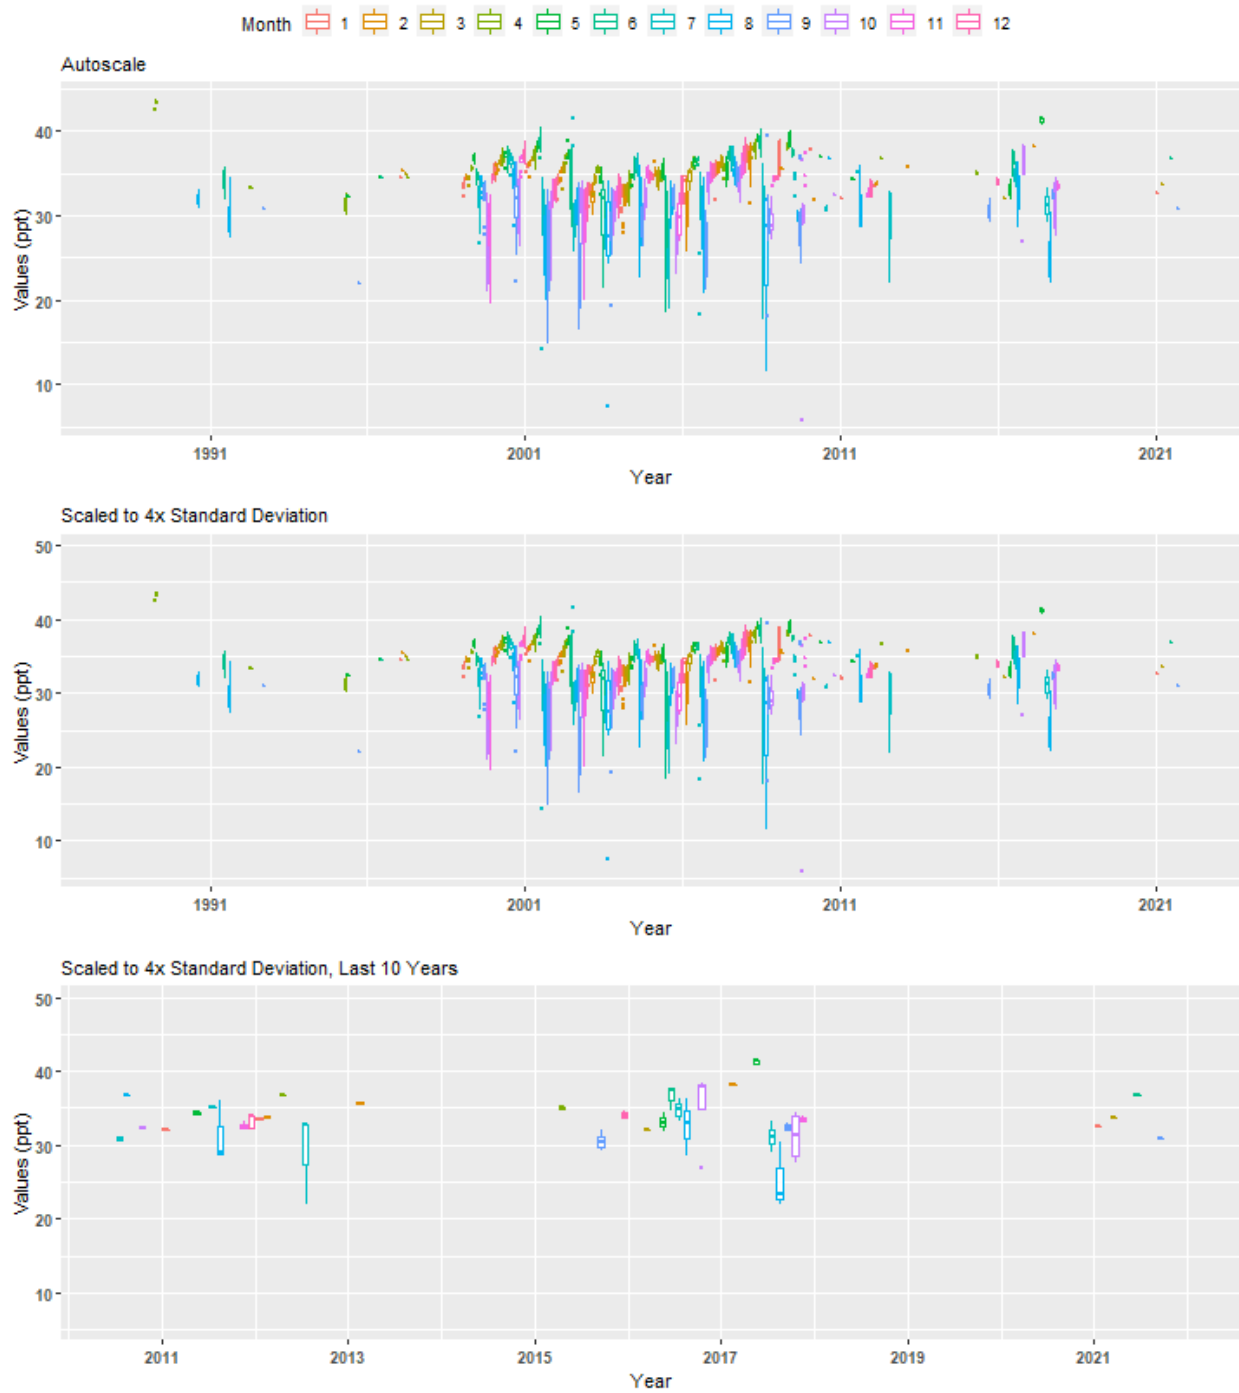 Month 1 2 3 4 5 6 7 8 9 10 11 12
Autoscale
40
30
20
10
Values (ppt)
1991 2001 2011 2021
Year
Scaled to 4x Standard Deviation
50
40
30
20
10
Values (ppt)
1991 2001 2011 2021
Year
Scaled to 4x Standard Deviation, Last 10 Years
50
40
30
20
10
Values (ppt)
2011 2013 2015 2017 2019 2021
Year